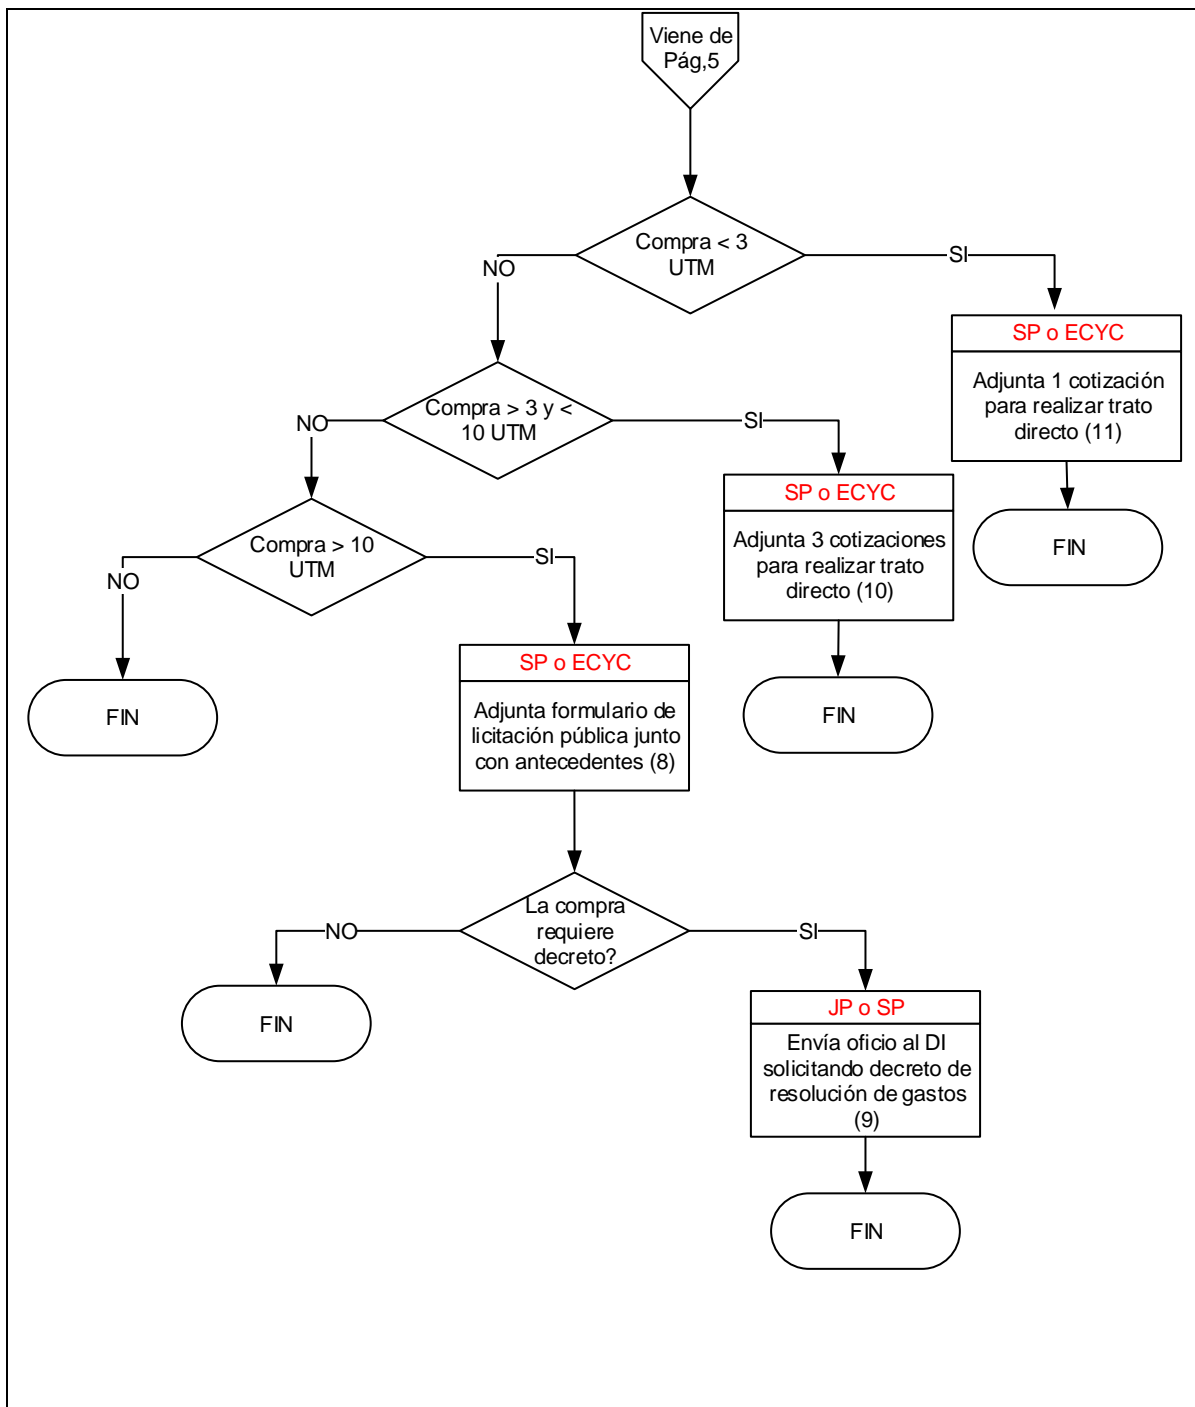 Viene de
Pág,5
Compra < 3
UTM
NO
SI
SP o ECYC
Adjunta 1 cotización
para realizar trato
directo (11)
FIN
Compra > 3 y <
10 UTM
NO
SI
SP o ECYC
Adjunta 3 cotizaciones
para realizar trato
directo (10)
FIN
Compra > 10
UTM
NO
SI
FIN
SP o ECYC
Adjunta formulario de
licitación pública junto
con antecedentes (8)
La compra
requiere
decreto?
NO
SI
FIN
JP o SP
Envía oficio al DI
solicitando decreto de
resolución de gastos
(9)
FIN